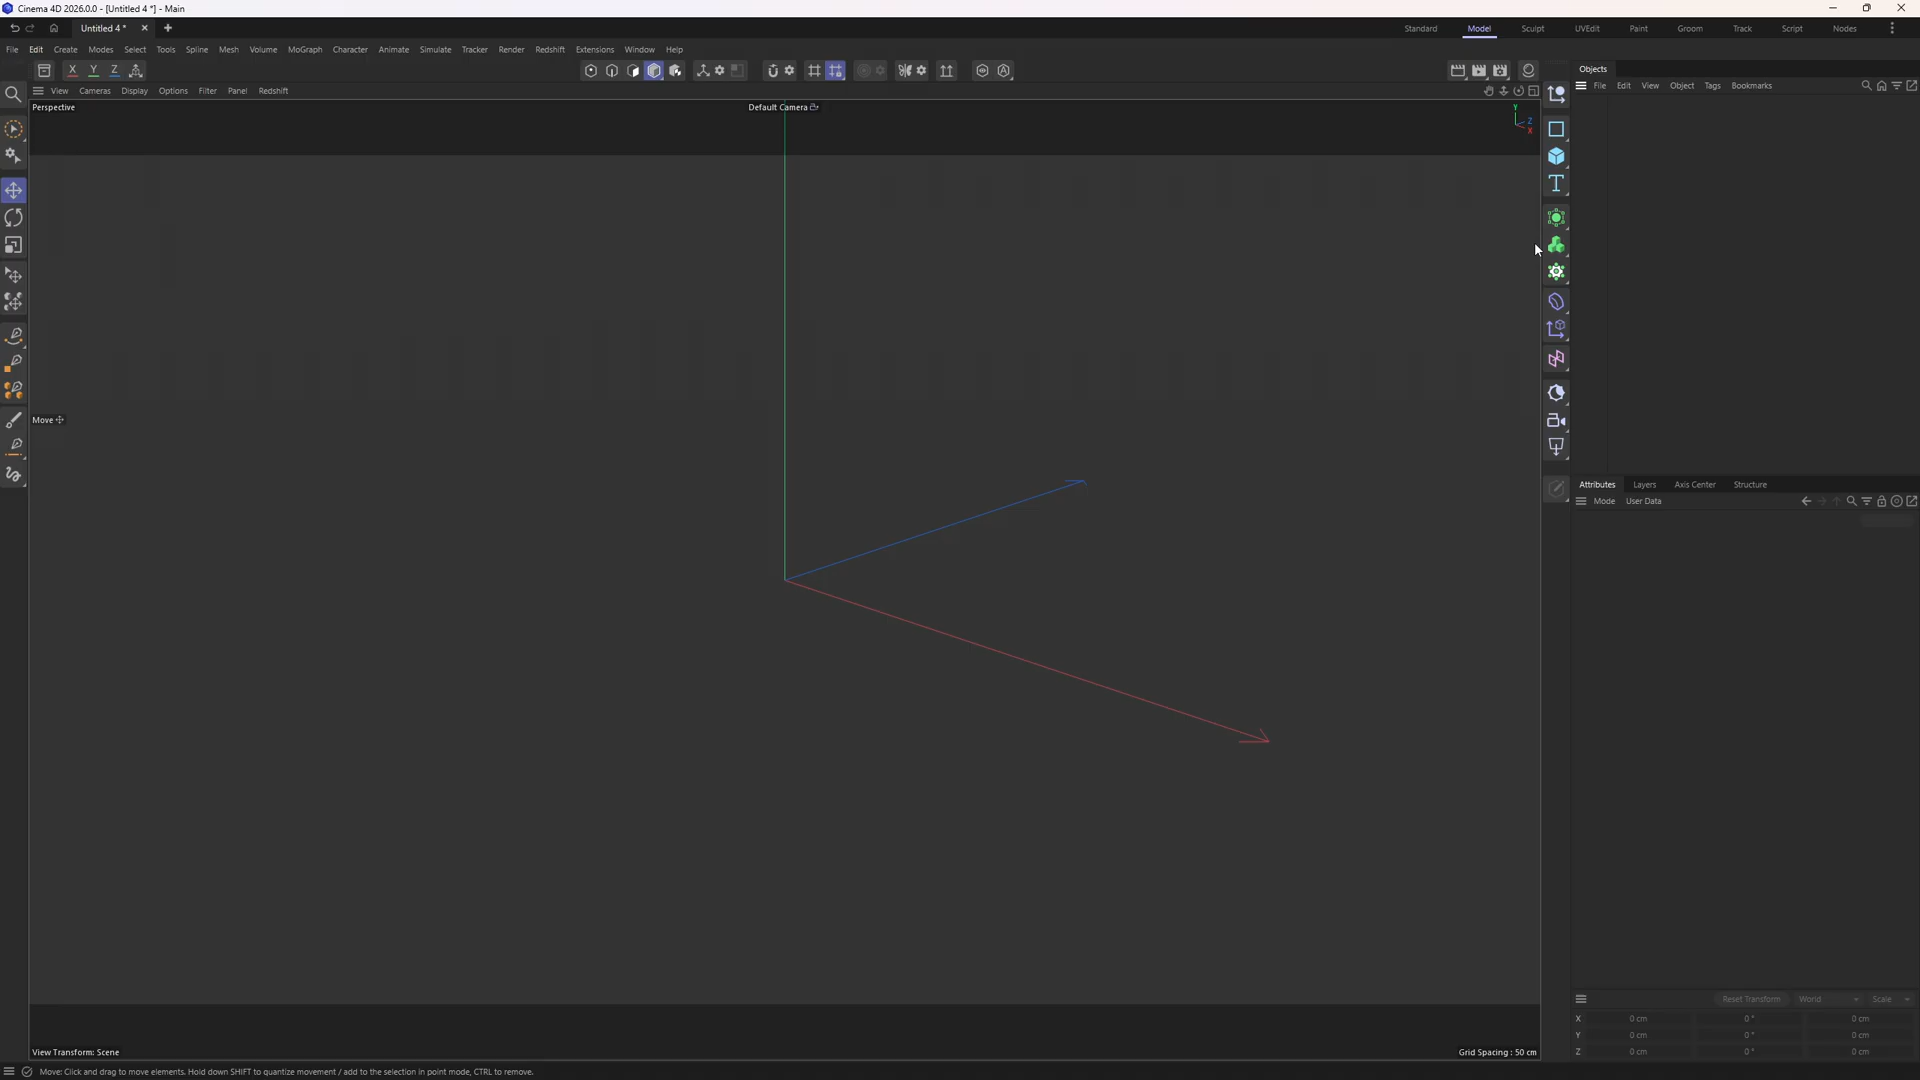 Cinema 4D 2026.0.0 - [Untitled 4 *] - Main
Untitled 4 *
Standard Model Sculpt UVEdit Paint Groom Track Script Nodes
File Edit Create Modes Select Tools Spline Mesh Volume MoGraph Character Animate Simulate Tracker Render Redshift Extensions Window Help
X Y Z
Objects
File Edit View Object Tags Bookmarks
View Cameras Display Options Filter Panel Redshift
Perspective
Default Camera
Y
Z
X
Move
Attributes Layers Axis Center Structure
Mode User Data
Reset Transform World Scale
X 0 cm 0 ° 0 cm
Y 0 cm 0 ° 0 cm
Z 0 cm 0 ° 0 cm
View Transform: Scene
Grid Spacing : 50 cm
Move: Click and drag to move elements. Hold down SHIFT to quantize movement / add to the selection in point mode, CTRL to remove.